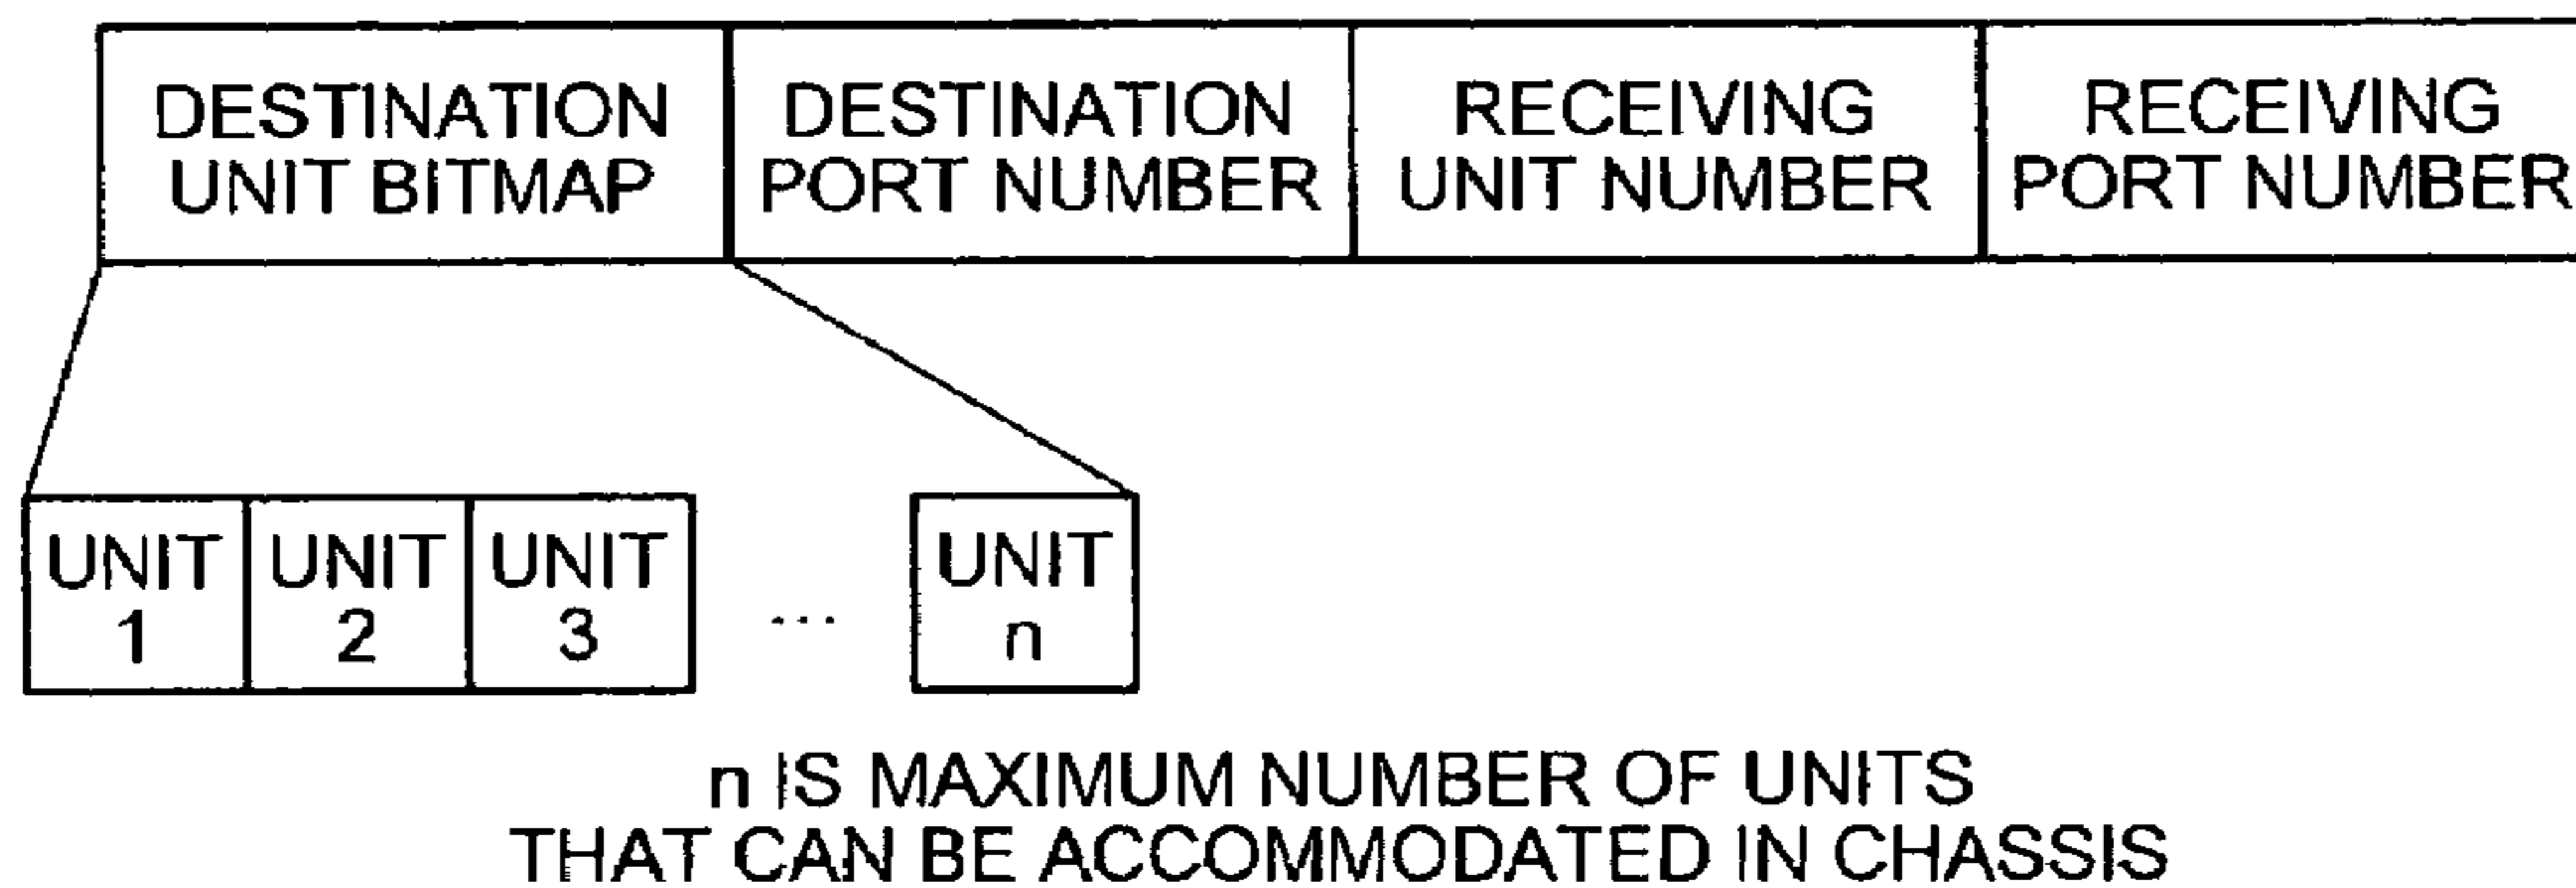 DESTINATION
UNIT BITMAP
DESTINATION
PORT NUMBER
RECEIVING
UNIT NUMBER
RECEIVING
PORT NUMBER
UNIT
1
UNIT
2
UNIT
3
...
UNIT
n
n IS MAXIMUM NUMBER OF UNITS
THAT CAN BE ACCOMMODATED IN CHASSIS